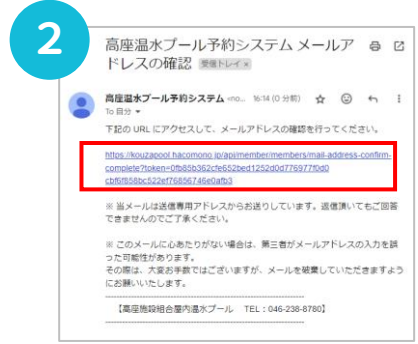 2
高座温水プール予約システム メールア
ドレスの確認 受信トレイ ×
高座温水プール予約システム <no... 16:14 (0 分前)
To 自分
下記の URL にアクセスして、メールアドレスの確認を行ってください。
https://kouzapool.hacomono.jp/api/member/members/mail-address-confirm-
complete?token=0fb85b362cfe652bed1252d0d776977f0d0
cbf6f858bc522ef76856746e0afb3
※ 当メールは送信専用アドレスからお送りしています。返信頂いてもご回答
できませんのでご了承ください。
※ このメールに心あたりがない場合は、第三者がメールアドレスの入力を誤
った可能性があります。
その際は、大変お手数ではございますが、メールを破棄していただきますよう
にお願いいたします。
【高座施設組合屋内温水プール TEL：046-238-8780】